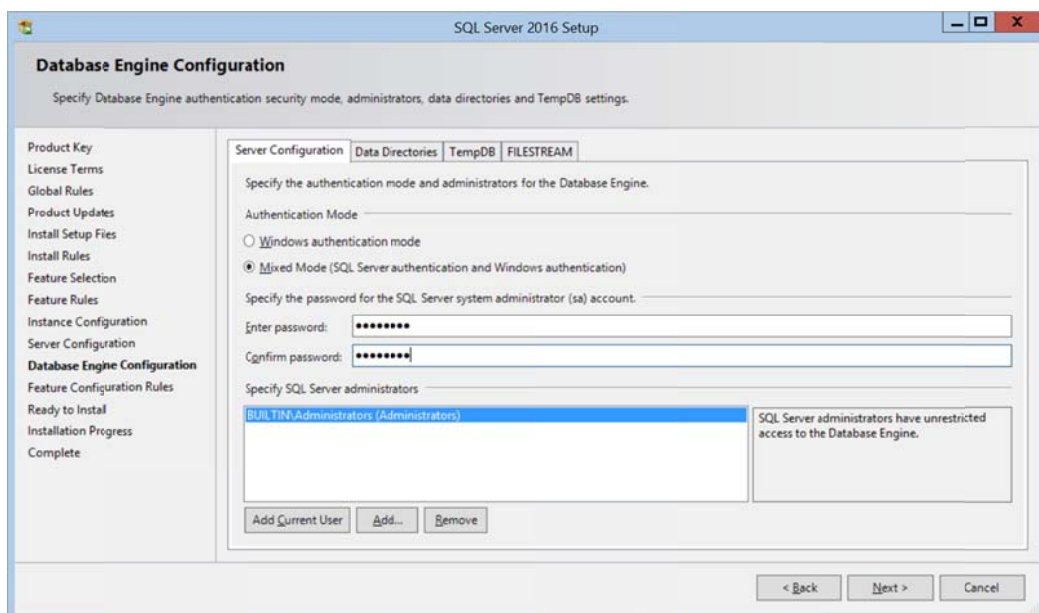 SQL Server 2016 Setup
Database Engine Configuration
Specify Database Engine authentication security mode, administrators, data directories and TempDB settings.
Product Key
License Terms
Global Rules
Product Updates
Install Setup Files
Install Rules
Feature Selection
Feature Rules
Instance Configuration
Server Configuration
Database Engine Configuration
Feature Configuration Rules
Ready to Install
Installation Progress
Complete
Server Configuration Data Directories TempDB FILESTREAM
Specify the authentication mode and administrators for the Database Engine.
Authentication Mode
Windows authentication mode
Mixed Mode (SQL Server authentication and Windows authentication)
Specify the password for the SQL Server system administrator (sa) account.
Enter password: ••••••••
Confirm password: ••••••••
Specify SQL Server administrators
BUILTIN\Administrators (Administrators)
SQL Server administrators have unrestricted
access to the Database Engine.
Add Current User Add... Remove
< Back Next > Cancel